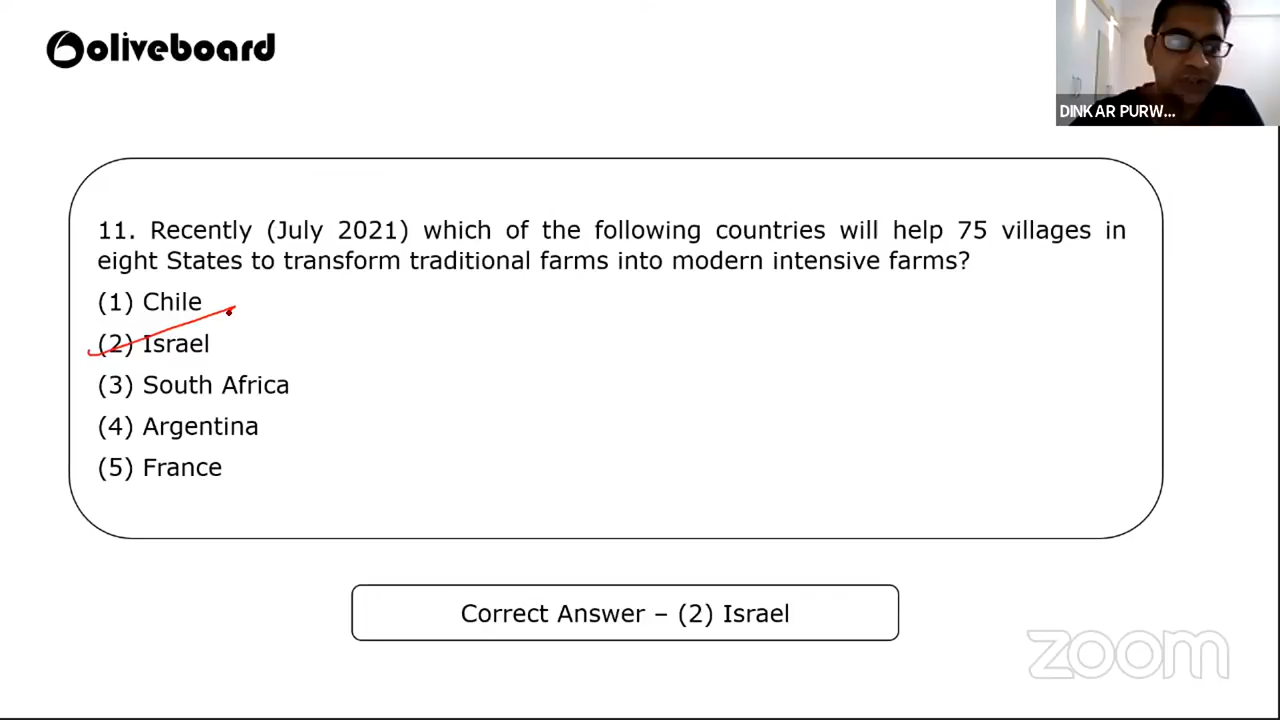 oliveboard
DINKAR PURW...
11. Recently (July 2021) which of the following countries will help 75 villages in
eight States to transform traditional farms into modern intensive farms?
(1) Chile
(2) Israel
(3) South Africa
(4) Argentina
(5) France
Correct Answer – (2) Israel
zoom